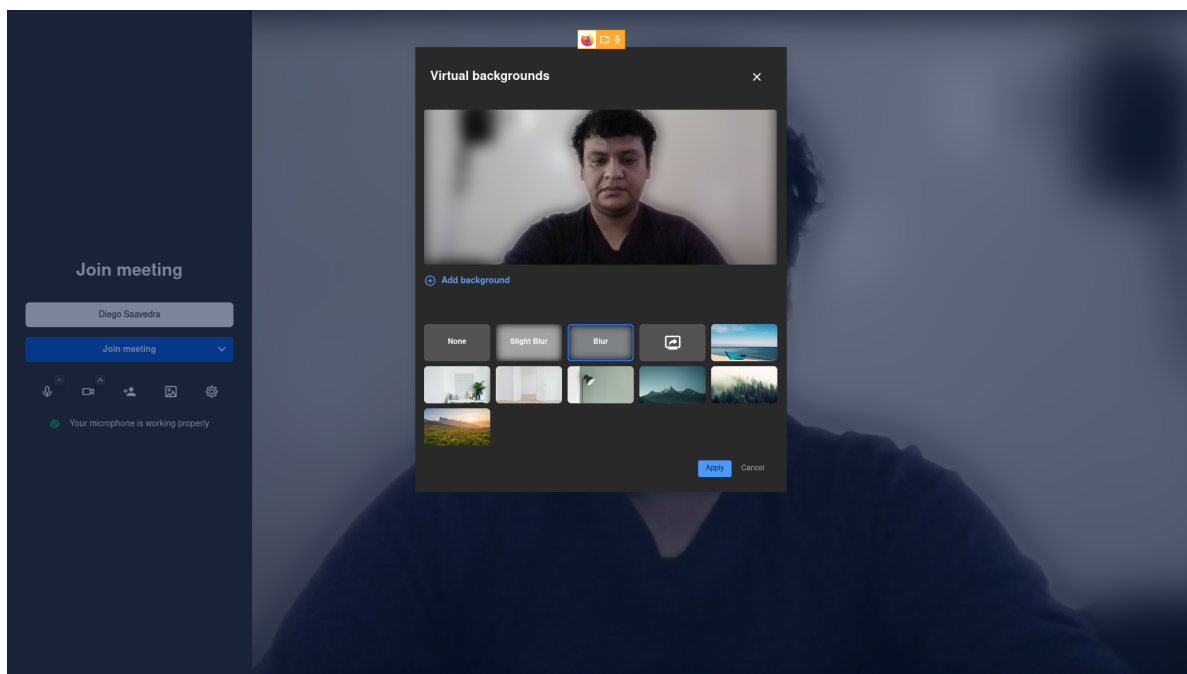 Virtual backgrounds
Add background
None
Slight Blur
Blur
Apply
Cancel
Join meeting
Diego Saavedra
Join meeting
Your microphone is working properly